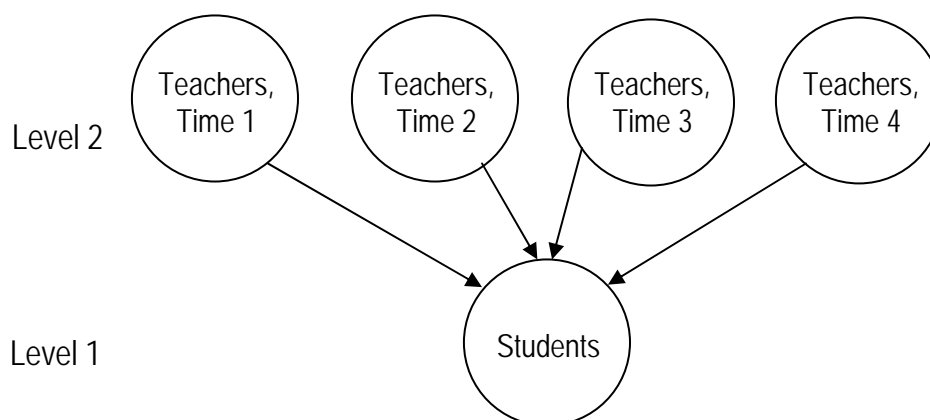 Teachers,
Time 1
Teachers,
Time 2
Teachers,
Time 3
Teachers,
Time 4
Level 2
Students
Level 1